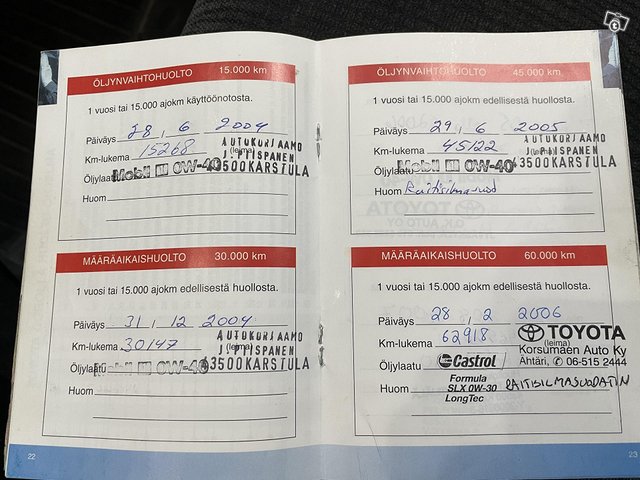 ÖLJYNVAIHTOHUOLTO 15.000 km
1 vuosi tai 15.000 ajokm käyttöönotosta.
Päiväys 28, 6 2004
Km-lukema 15268 (leima)
AUTOKORJAAMO
J. PIISPANEN
43500 KARSTULA
Öljylaatu Mobil 1 0W-40
Huom
MÄÄRÄAIKAISHUOLTO 30.000 km
1 vuosi tai 15.000 ajokm edellisestä huollosta.
Päiväys 31, 12 2004
Km-lukema 30147 (leima)
AUTOKORJAAMO
J. PIISPANEN
43500 KARSTULA
Öljylaatu Mobil 1 0W-40
Huom
22
ÖLJYNVAIHTOHUOLTO 45.000 km
1 vuosi tai 15.000 ajokm edellisestä huollosta.
Päiväys 29, 6 2005
Km-lukema 45122 (leima)
AUTOKORJAAMO
J. PIISPANEN
43500 KARSTULA
Öljylaatu Mobil 1 0W-40
Huom
MÄÄRÄAIKAISHUOLTO 60.000 km
1 vuosi tai 15.000 ajokm edellisestä huollosta.
Päiväys 28, 2 2006
Km-lukema 62918 (leima)
TOYOTA
Korsumäen Auto Ky
Ähtäri, ✆ 06-515 2444
Öljylaatu Castrol
Formula
SLX 0W-30
LongTec
Huom RAITISILMASUODATIN
23